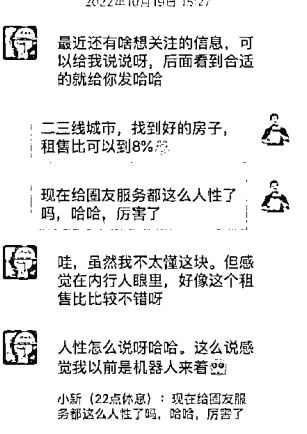 2022年10月19日 15:27
最近还有啥想关注的信息，可
以给我说说呀，后面看到合适
的就给你发哈哈
二三线城市，找到好的房子，
租售比可以到8%
现在给圈友服务都这么人性了
吗，哈哈，厉害了
哇，虽然我不太懂这块。但感
觉在内行人眼里，好像这个租
售比比较不错呀
人性怎么说呀哈哈。这么说感
觉我以前是机器人来着
小新（22点休息）：现在给圈友服
务都这么人性了吗，哈哈，厉害了